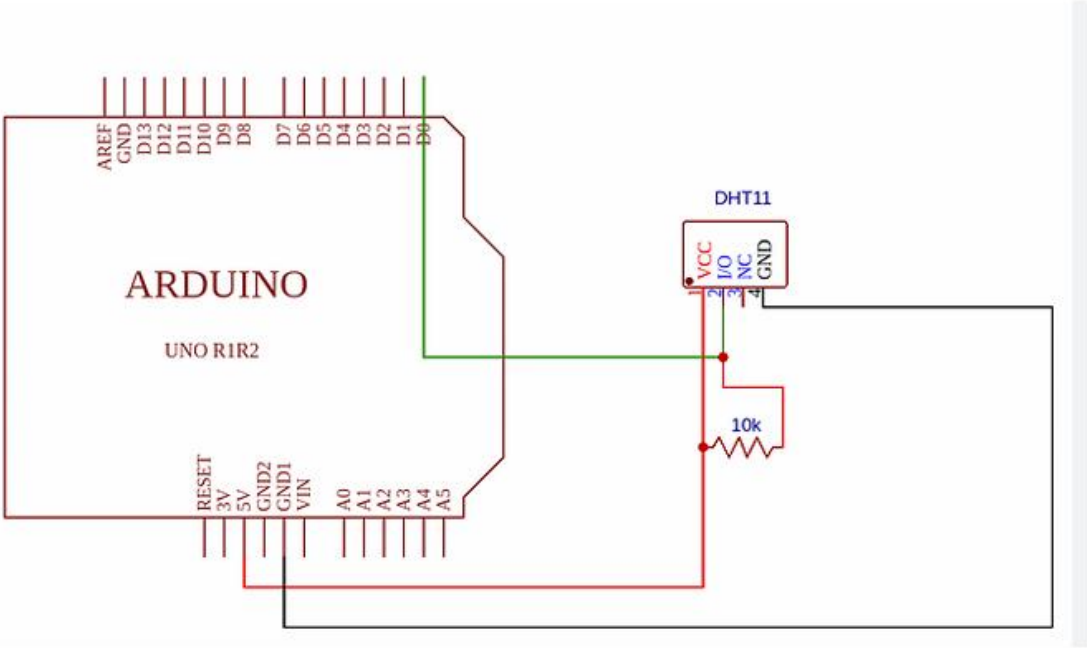 AREF GND D13 D12 D11 D10 D9 D8 D7 D6 D5 D4 D3 D2 D1 D0
DHT11
VCC I/O NC GND
1 2 3 4
ARDUINO
UNO R1R2
10k
RESET 3V 5V GND2 GND1 VIN A0 A1 A2 A3 A4 A5